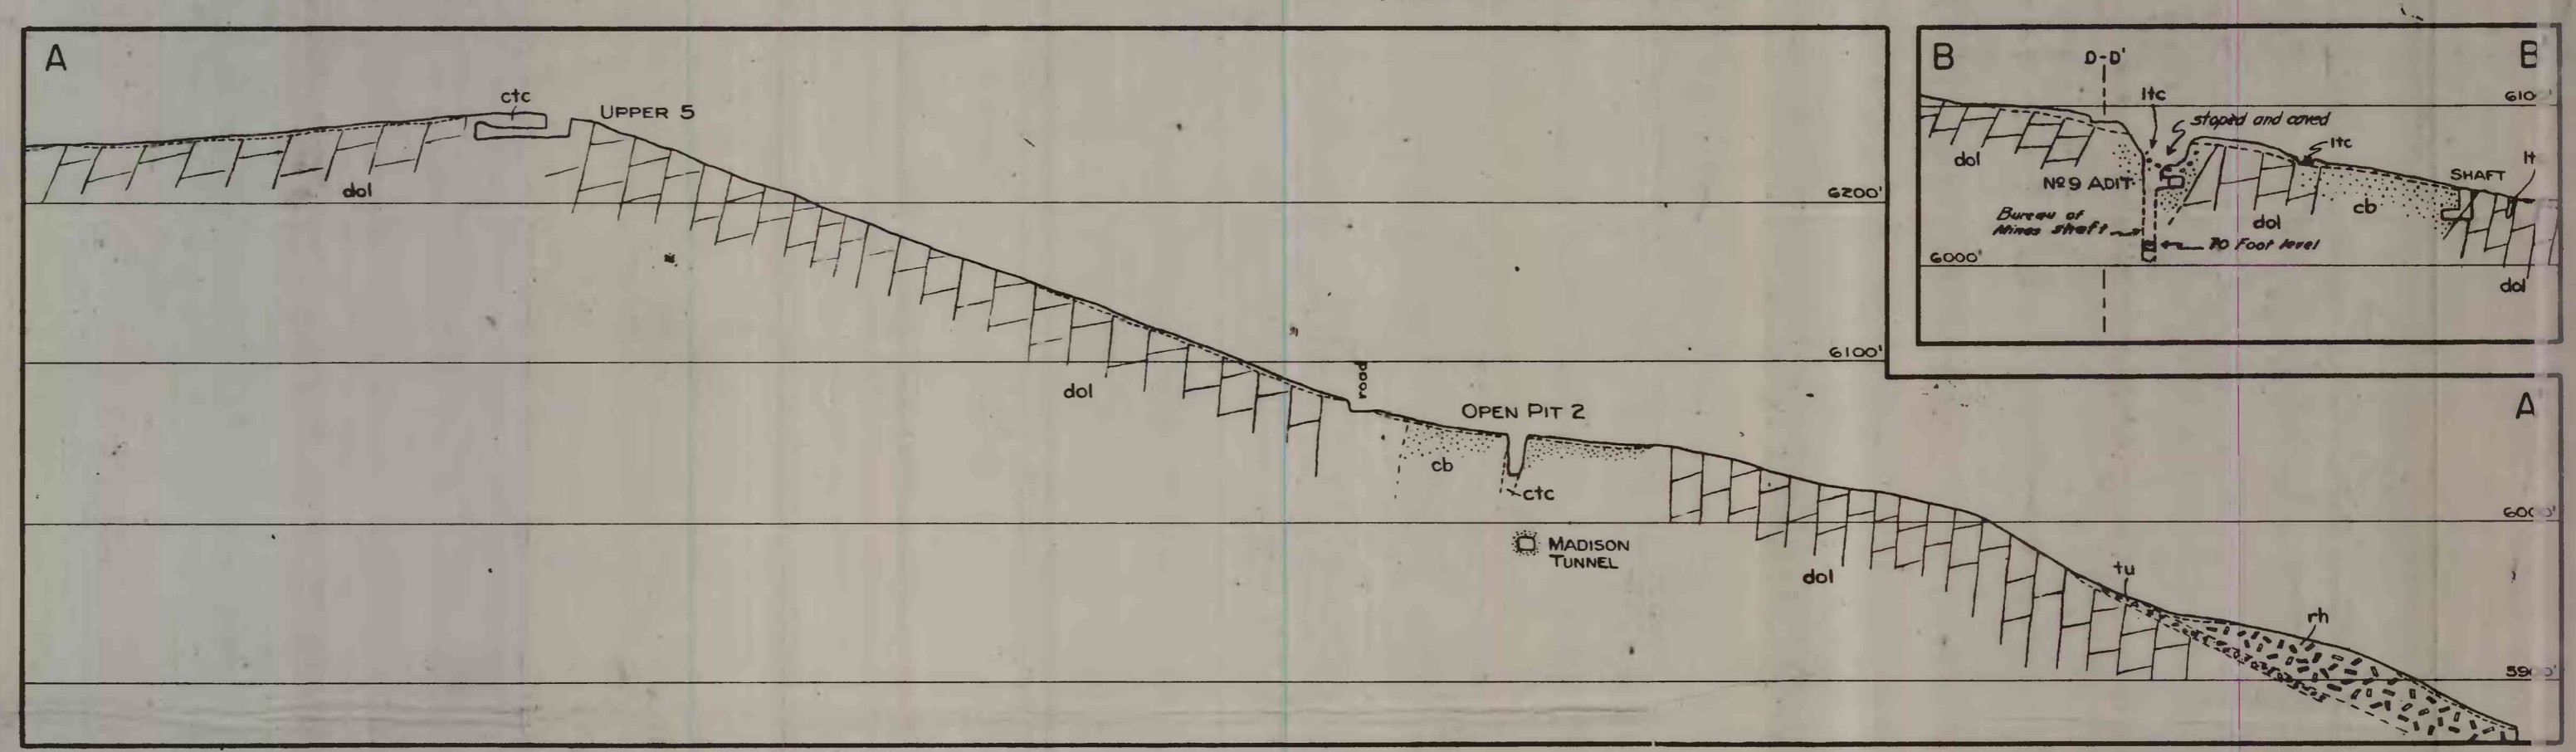 A
ctc
UPPER 5
dol
6200'
6100'
dol
road
OPEN PIT 2
cb
ctc
MADISON
TUNNEL
dol
6000'
tu
rh
5900'
A
B
D-D'
B
ltc
6100'
stoped and caved
ltc
dol
lt
Nº9 ADIT
SHAFT
Bureau of
Mines shaft
cb
dol
70 Foot level
6000'
dol